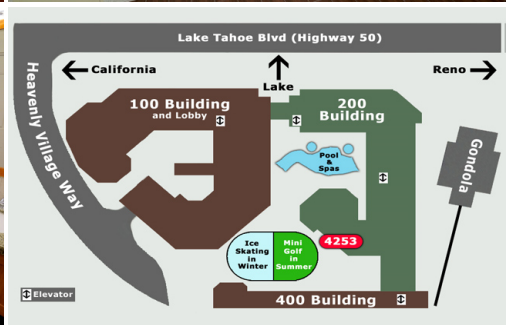 Lake Tahoe Blvd (Highway 50)
California
Lake
Reno
Heavenly Village Way
100 Building
and Lobby
200
Building
Pool
&
Spas
Gondola
4253
Ice
Skating
in
Winter
Mini
Golf
in
Summer
Elevator
400 Building